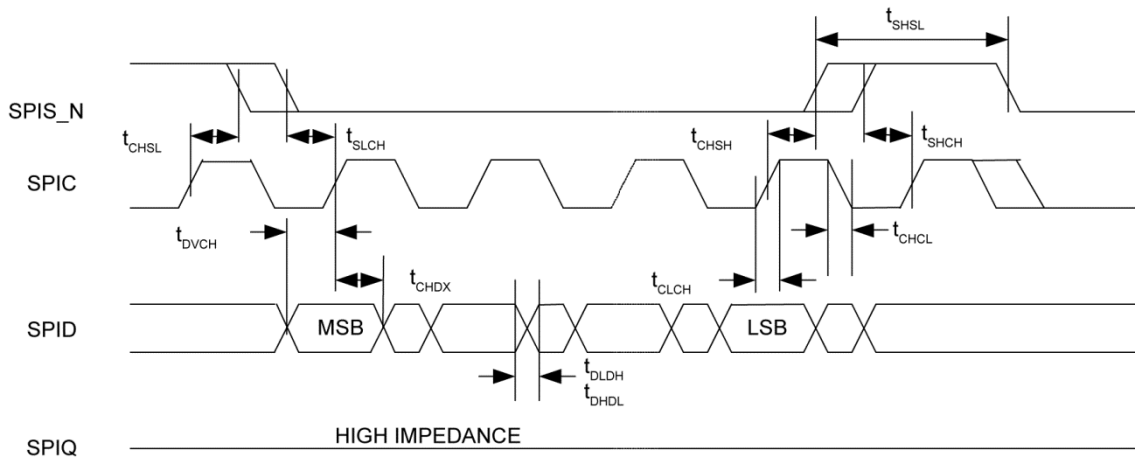 tSHSL
SPIS_N
tCHSL
tSLCH
tCHSH
tSHCH
SPIC
tDVCH
tCHCL
tCHDX
tCLCH
SPID
MSB
LSB
tDLDH
tDHDL
HIGH IMPEDANCE
SPIQ